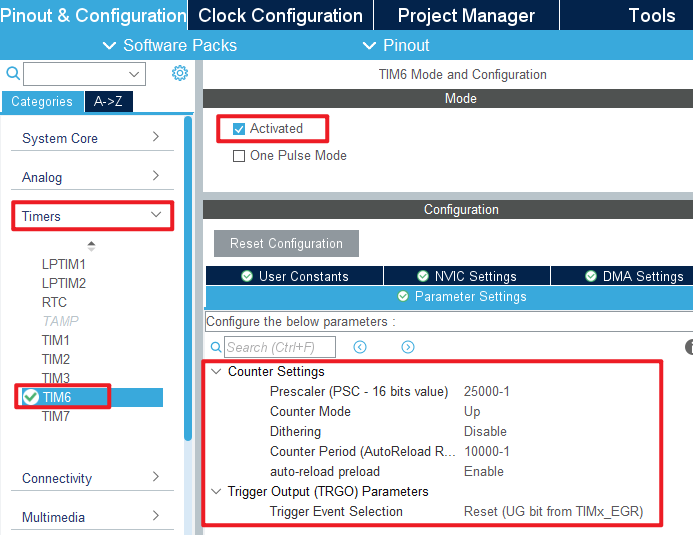 Pinout & Configuration Clock Configuration Project Manager Tools
Software Packs Pinout
Categories A->Z
System Core
Analog
Timers
LPTIM1
LPTIM2
RTC
TAMP
TIM1
TIM2
TIM3
TIM6
TIM7
Connectivity
Multimedia
TIM6 Mode and Configuration
Mode
Activated
One Pulse Mode
Configuration
Reset Configuration
User Constants NVIC Settings DMA Settings
Parameter Settings
Configure the below parameters :
Search (Ctrl+F)
Counter Settings
Prescaler (PSC - 16 bits value) 25000-1
Counter Mode Up
Dithering Disable
Counter Period (AutoReload R... 10000-1
auto-reload preload Enable
Trigger Output (TRGO) Parameters
Trigger Event Selection Reset (UG bit from TIMx_EGR)